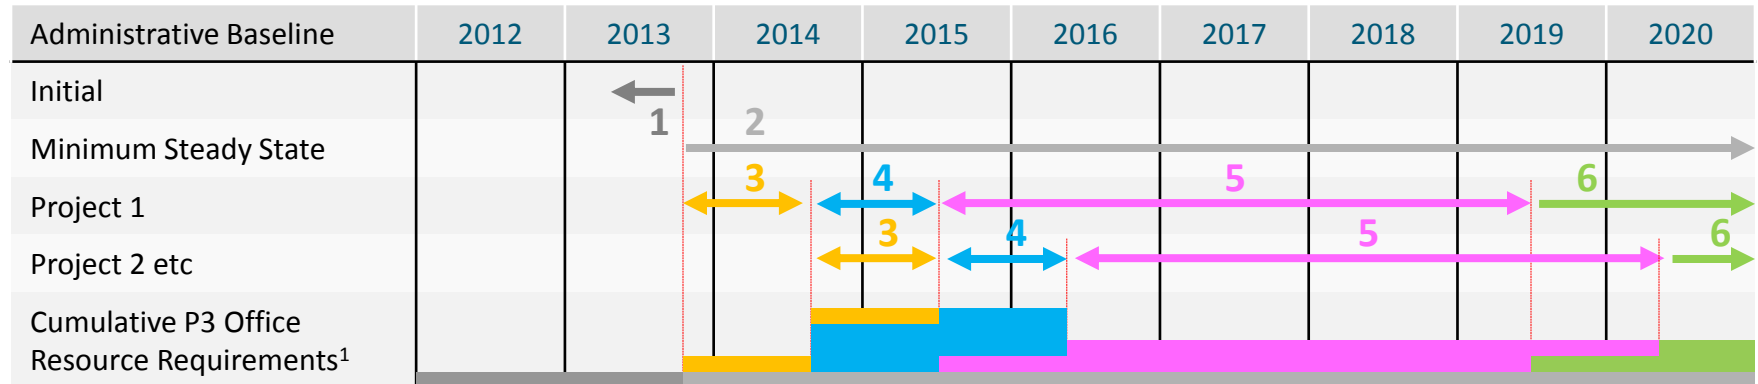 Administrative Baseline 2012 2013 2014 2015 2016 2017 2018 2019 2020
Initial
1 2
Minimum Steady State
3 4 5 6
Project 1
3 4 5 6
Project 2 etc
Cumulative P3 Office
Resource Requirements¹